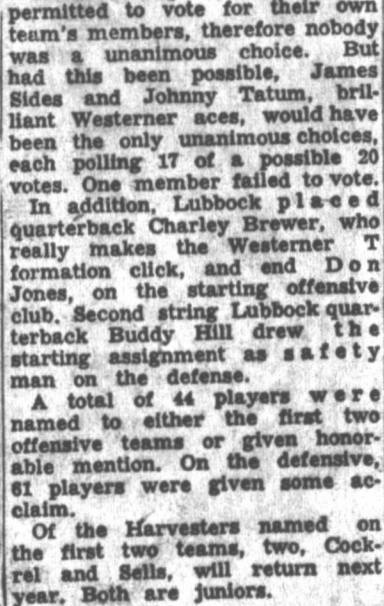 permitted to vote for their own
team's members, therefore nobody
was a unanimous choice. But
had this been possible, James
Sides and Johnny Tatum, bril-
liant Westerner aces, would have
been the only unanimous choices,
each polling 17 of a possible 20
votes. One member failed to vote.
In addition, Lubbock placed
quarterback Charley Brewer, who
really makes the Westerner T
formation click, and end Don
Jones, on the starting offensive
club. Second string Lubbock quar-
terback Buddy Hill drew the
starting assignment as safety
man on the defense.
A total of 44 players were
named to either the first two
offensive teams or given honor-
able mention. On the defensive,
61 players were given some ac-
claim.
Of the Harvesters named on
the first two teams, two, Cock-
rel and Sells, will return next
year. Both are juniors.